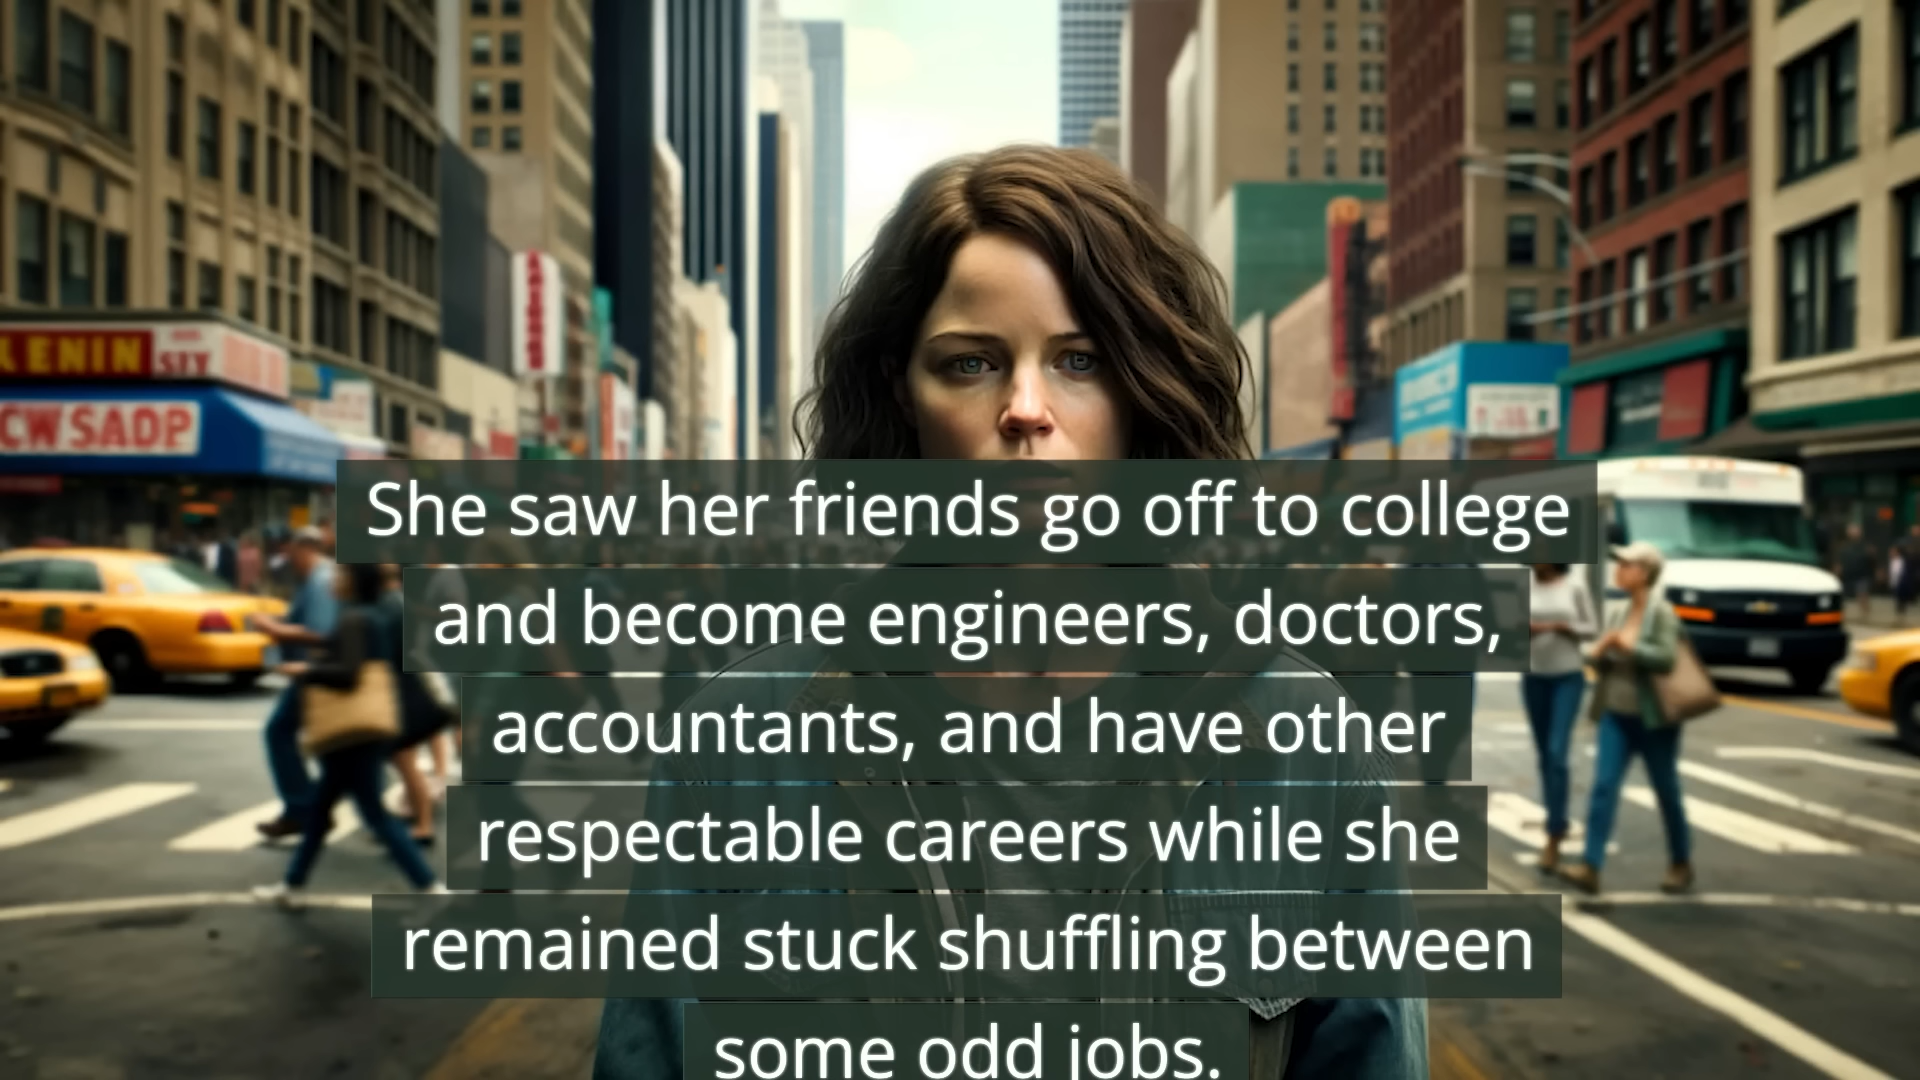 ENIN
SIX
CW SADP
She saw her friends go off to college
and become engineers, doctors,
accountants, and have other
respectable careers while she
remained stuck shuffling between
some odd jobs.